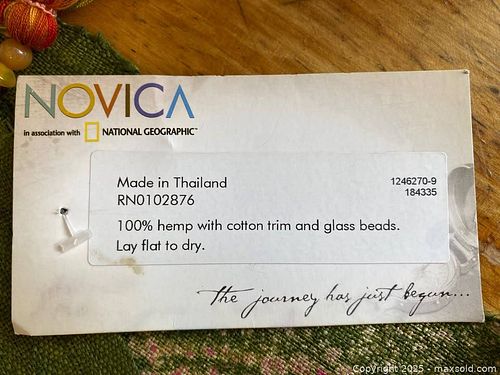 NOVICA
in association with NATIONAL GEOGRAPHIC™
Made in Thailand
RN0102876
1246270-9
184335
100% hemp with cotton trim and glass beads.
Lay flat to dry.
The journey has just begun...
Copyright 2025 - maxsold.com